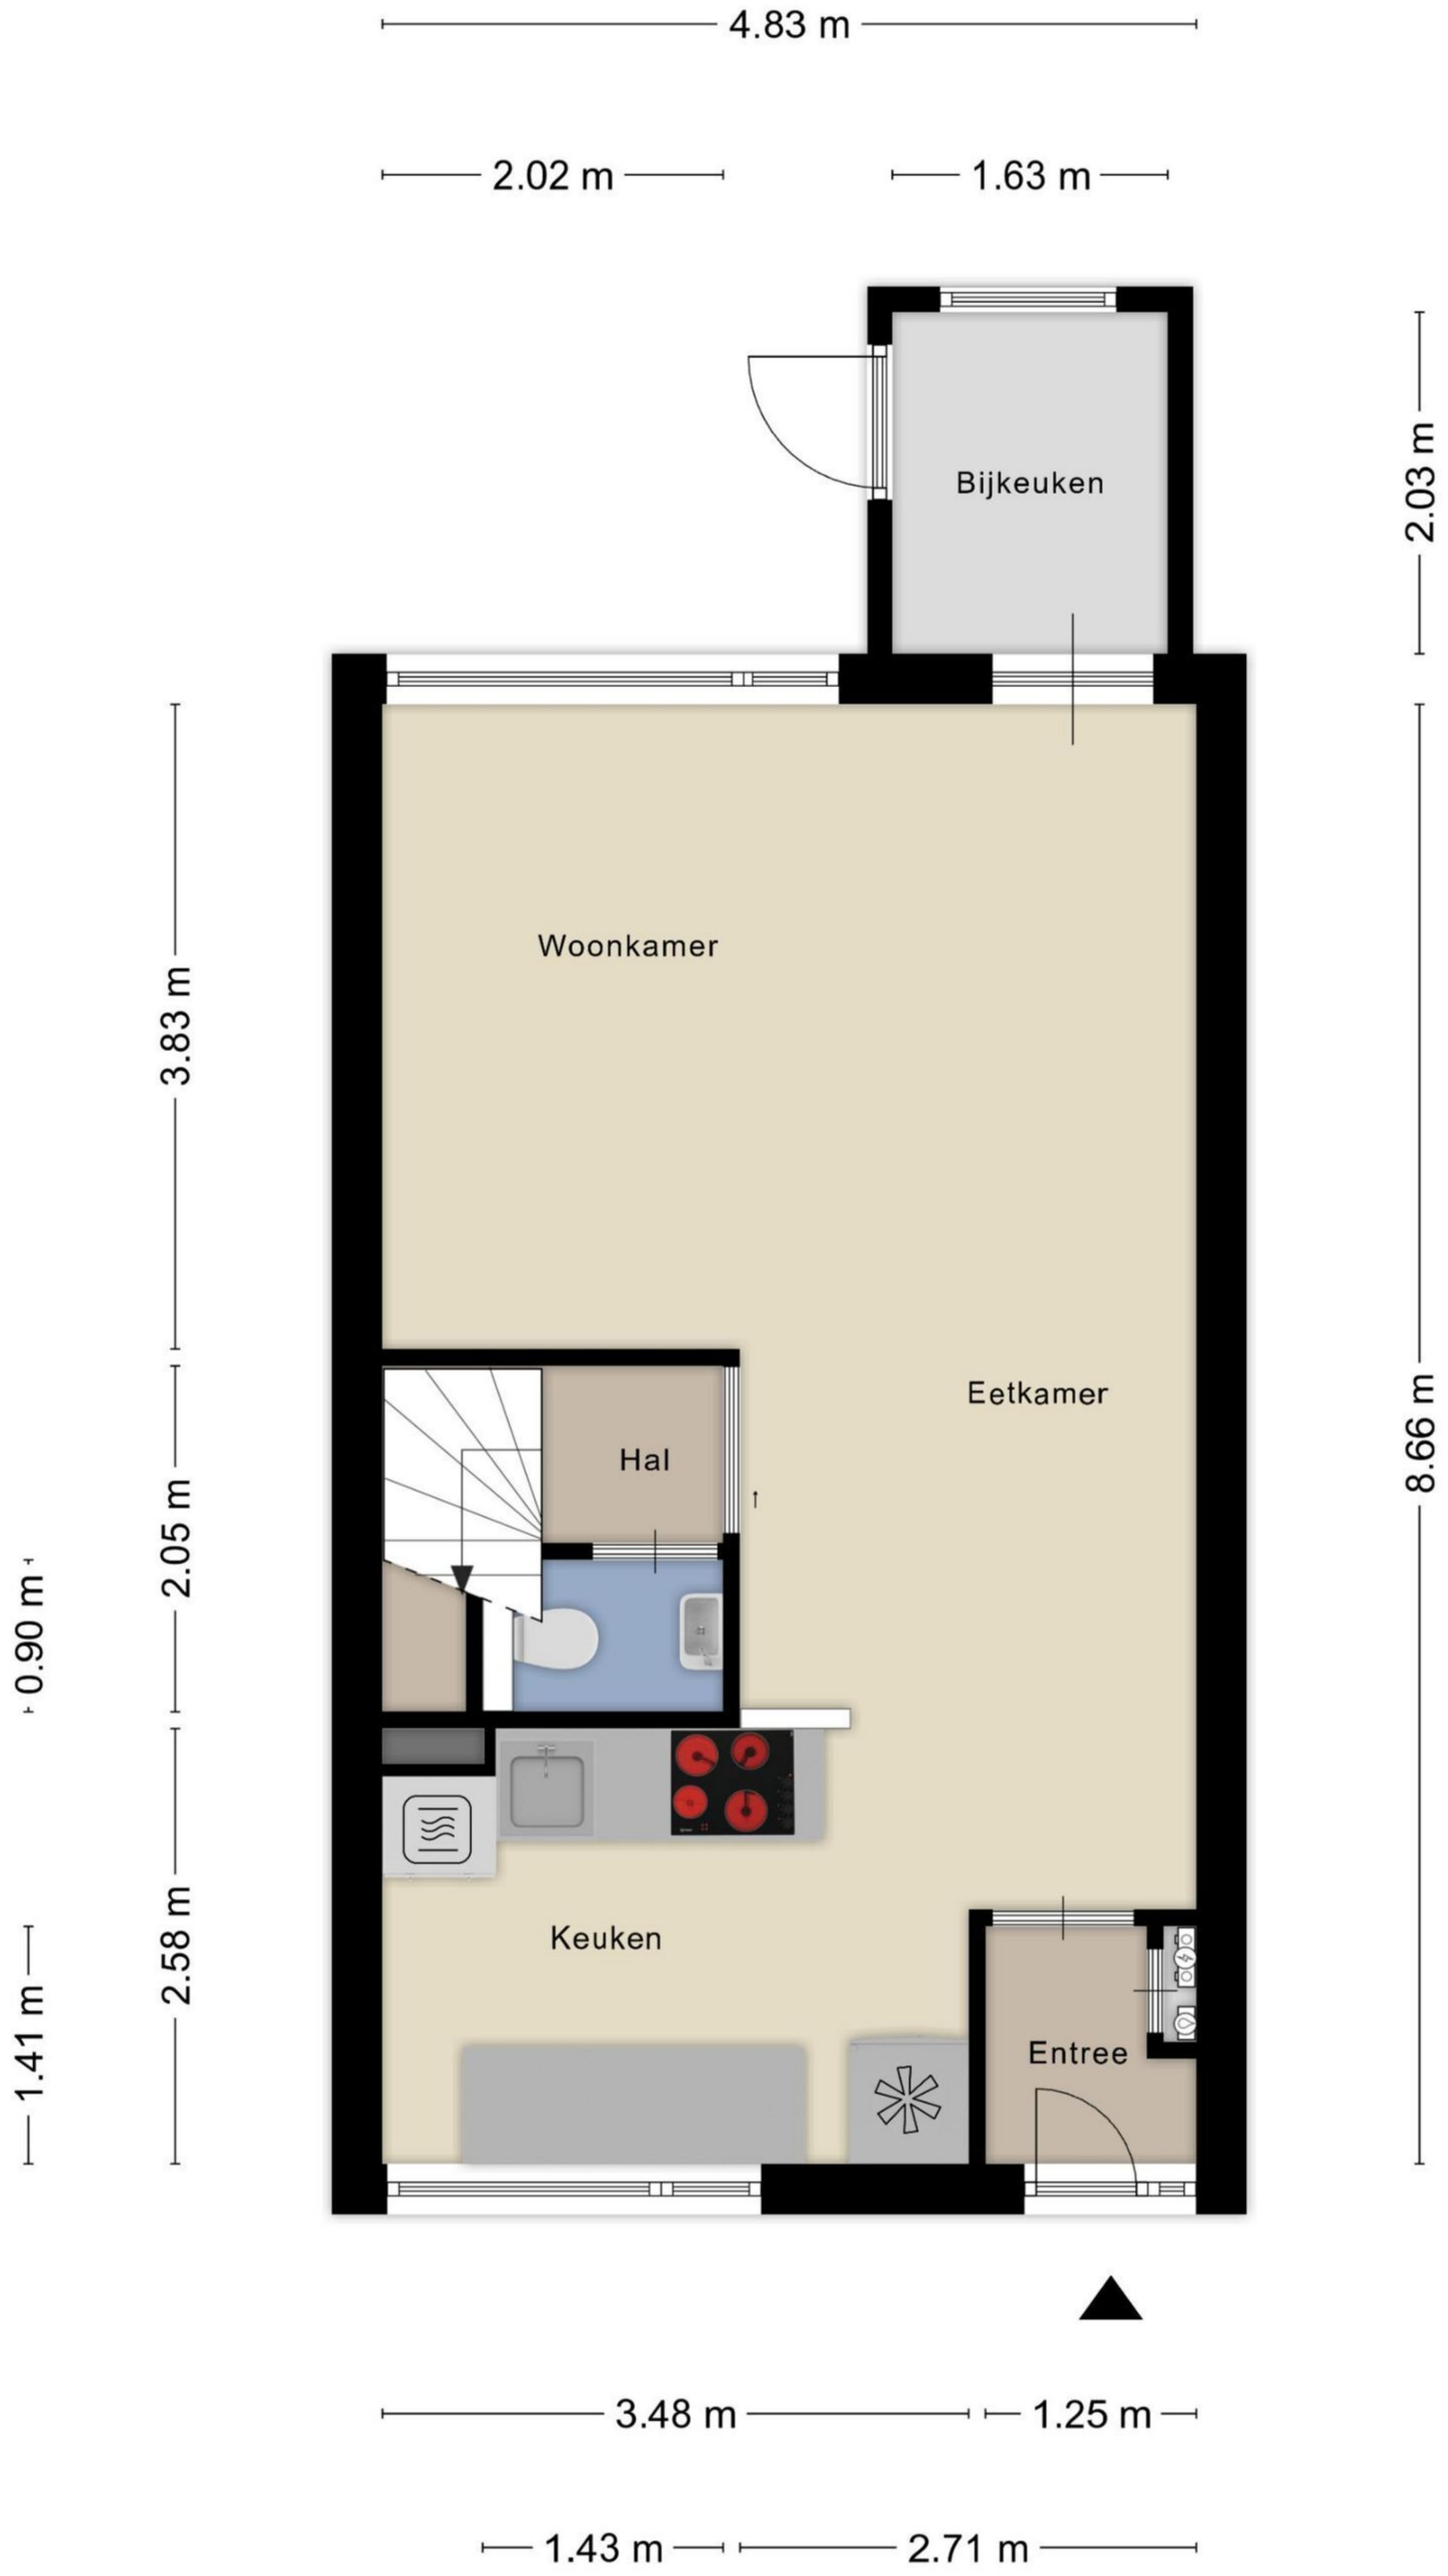 4.83 m
2.02 m
1.63 m
Bijkeuken
2.03 m
Woonkamer
3.83 m
Eetkamer
8.66 m
Hal
2.05 m
0.90 m
Keuken
2.58 m
1.41 m
Entree
3.48 m
1.25 m
1.43 m
2.71 m